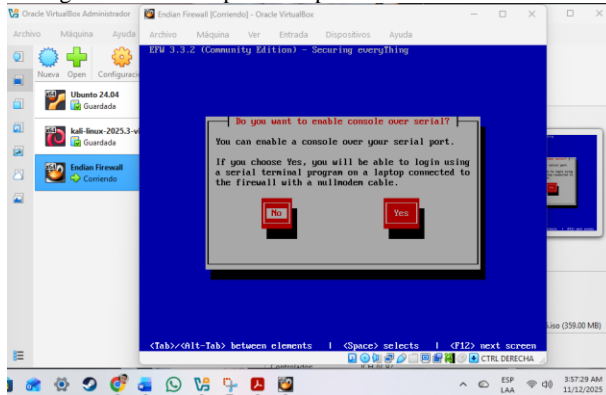 Oracle VirtualBox Administrador
Archivo Máquina Ayuda
Nueva Open Configuraci
Ubuntu 24.04
Guardada
kali-linux-2025.3-vi
Guardada
Endian Firewall
Corriendo
Endian Firewall [Corriendo] - Oracle VirtualBox
Archivo Máquina Ver Entrada Dispositivos Ayuda
EFW 3.3.2 (Community Edition) - Securing everyThing
Do you want to enable console over serial?
You can enable a console over your serial port.
If you choose Yes, you will be able to login using
a serial terminal program on a laptop connected to
the firewall with a nullmodem cable.
No Yes
<Tab>/<Alt-Tab> between elements | <Space> selects | <F12> next screen
CTRL DERECHA
.iso (359.00 MB)
Controlador
ESP
LAA
3:57:29 AM
11/12/2025